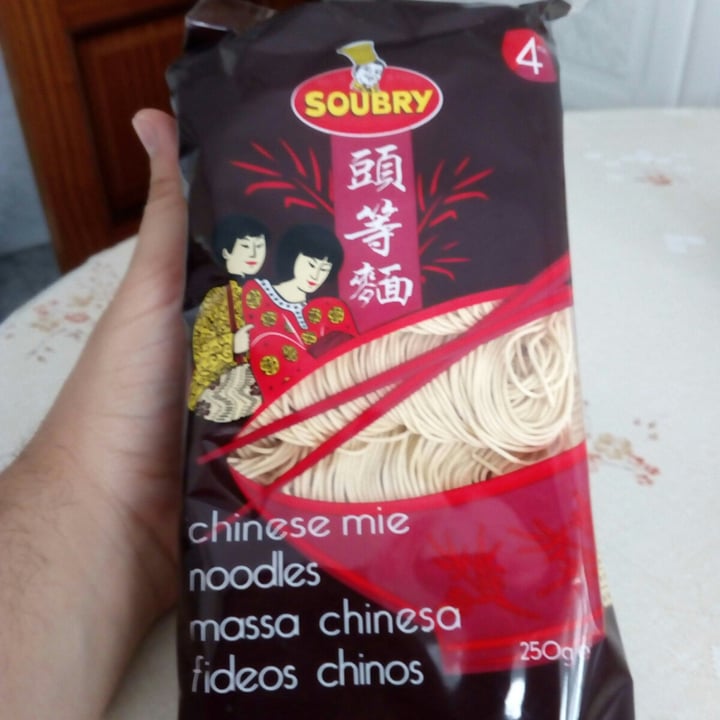 4
SOUBRY
頭等麵
chinese mie
noodles
massa chinesa
fideos chinos
250g e